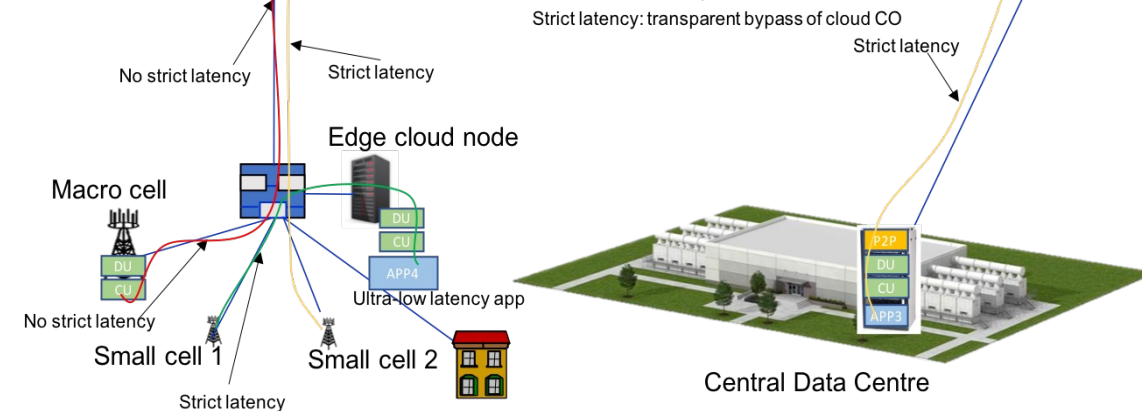 Strict latency: transparent bypass of cloud CO
Strict latency
No strict latency
Strict latency
Edge cloud node
Macro cell
DU
CU
DU
CU
APP4
Ultra-low latency app
No strict latency
Small cell 1
Small cell 2
Strict latency
P2P
DU
CU
APP3
Central Data Centre